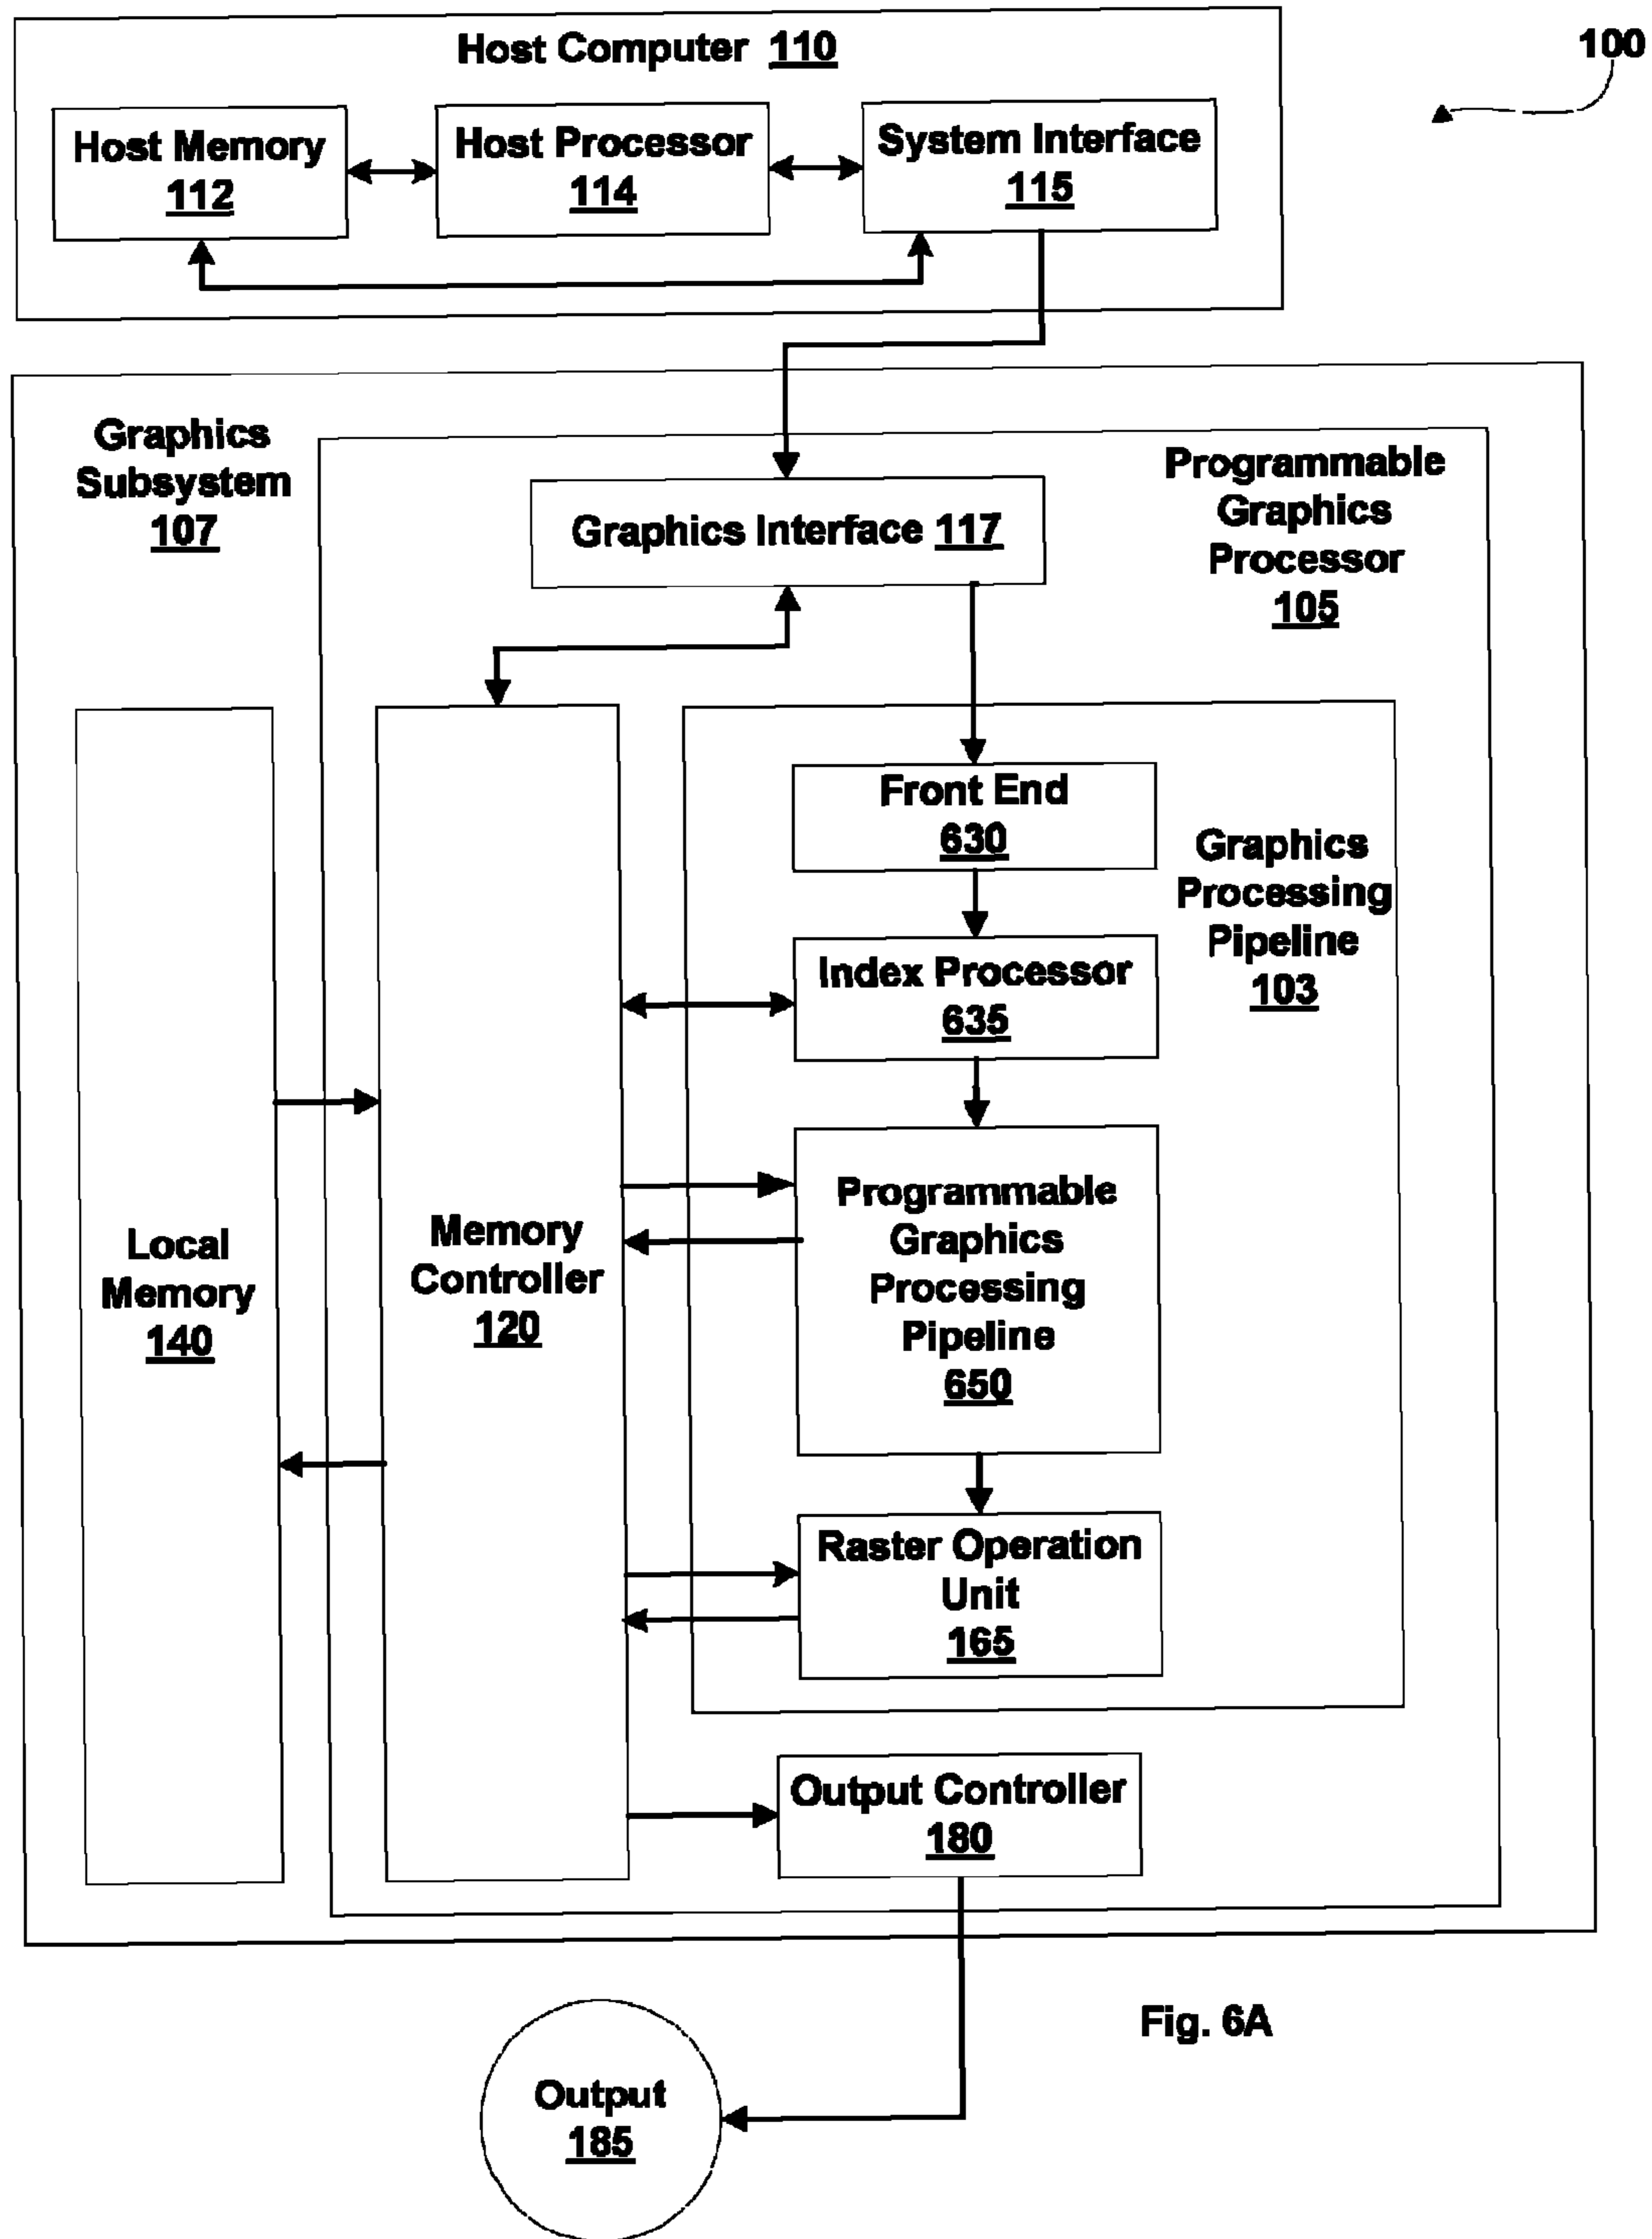 Host Computer 110
100
Host Memory
112
Host Processor
114
System Interface
115
Graphics
Subsystem
107
Programmable
Graphics
Processor
105
Graphics Interface 117
Front End
630
Graphics
Processing
Pipeline
103
Index Processor
635
Local
Memory
140
Memory
Controller
120
Programmable
Graphics
Processing
Pipeline
650
Raster Operation
Unit
165
Output Controller
180
Fig. 6A
Output
185